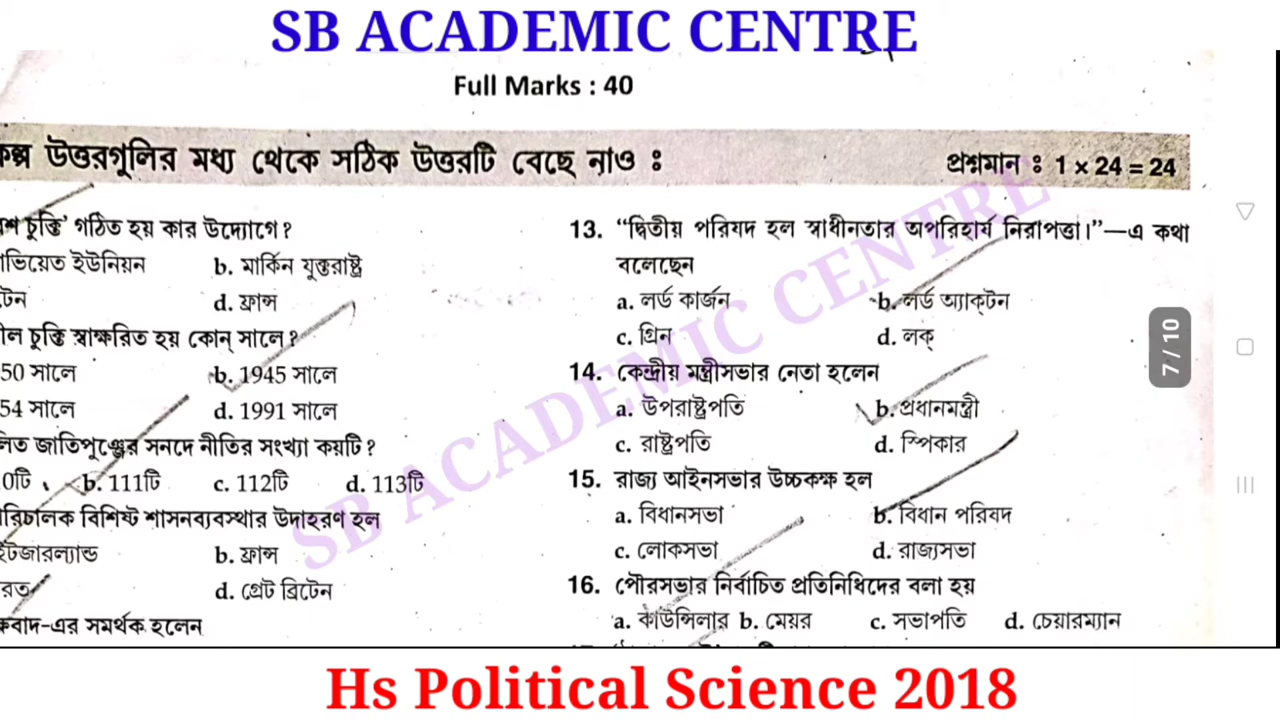 SB ACADEMIC CENTRE
Full Marks : 40
উত্তরগুলির মধ্য থেকে সঠিক উত্তরটি বেছে নাও ঃ প্রশ্নমান ঃ 1 × 24 = 24
চুক্তি' গঠিত হয় কার উদ্যোগে?
ভিয়েত ইউনিয়ন b. মার্কিন যুক্তরাষ্ট্র
টেন d. ফ্রান্স
চুক্তি স্বাক্ষরিত হয় কোন্ সালে?
50 সালে b. 1945 সালে
54 সালে d. 1991 সালে
লিত জাতিপুঞ্জের সনদে নীতির সংখ্যা কয়টি?
0টি b. 111টি c. 112টি d. 113টি
রিচালক বিশিষ্ট শাসনব্যবস্থার উদাহরণ হল
ইটজারল্যান্ড b. ফ্রান্স
রত d. গ্রেট ব্রিটেন
বাদ-এর সমর্থক হলেন
13. “দ্বিতীয় পরিষদ হল স্বাধীনতার অপরিহার্য নিরাপত্তা।”—এ কথা
বলেছেন
a. লর্ড কার্জন b. লর্ড অ্যাক্টন
c. গ্রিন d. লক্
14. কেন্দ্রীয় মন্ত্রীসভার নেতা হলেন
a. উপরাষ্ট্রপতি b. প্রধানমন্ত্রী
c. রাষ্ট্রপতি d. স্পিকার
15. রাজ্য আইনসভার উচ্চকক্ষ হল
a. বিধানসভা b. বিধান পরিষদ
c. লোকসভা d. রাজ্যসভা
16. পৌরসভার নির্বাচিত প্রতিনিধিদের বলা হয়
a. কাউন্সিলার b. মেয়র c. সভাপতি d. চেয়ারম্যান
SB ACADEMIC CENTRE
7 / 10
Hs Political Science 2018